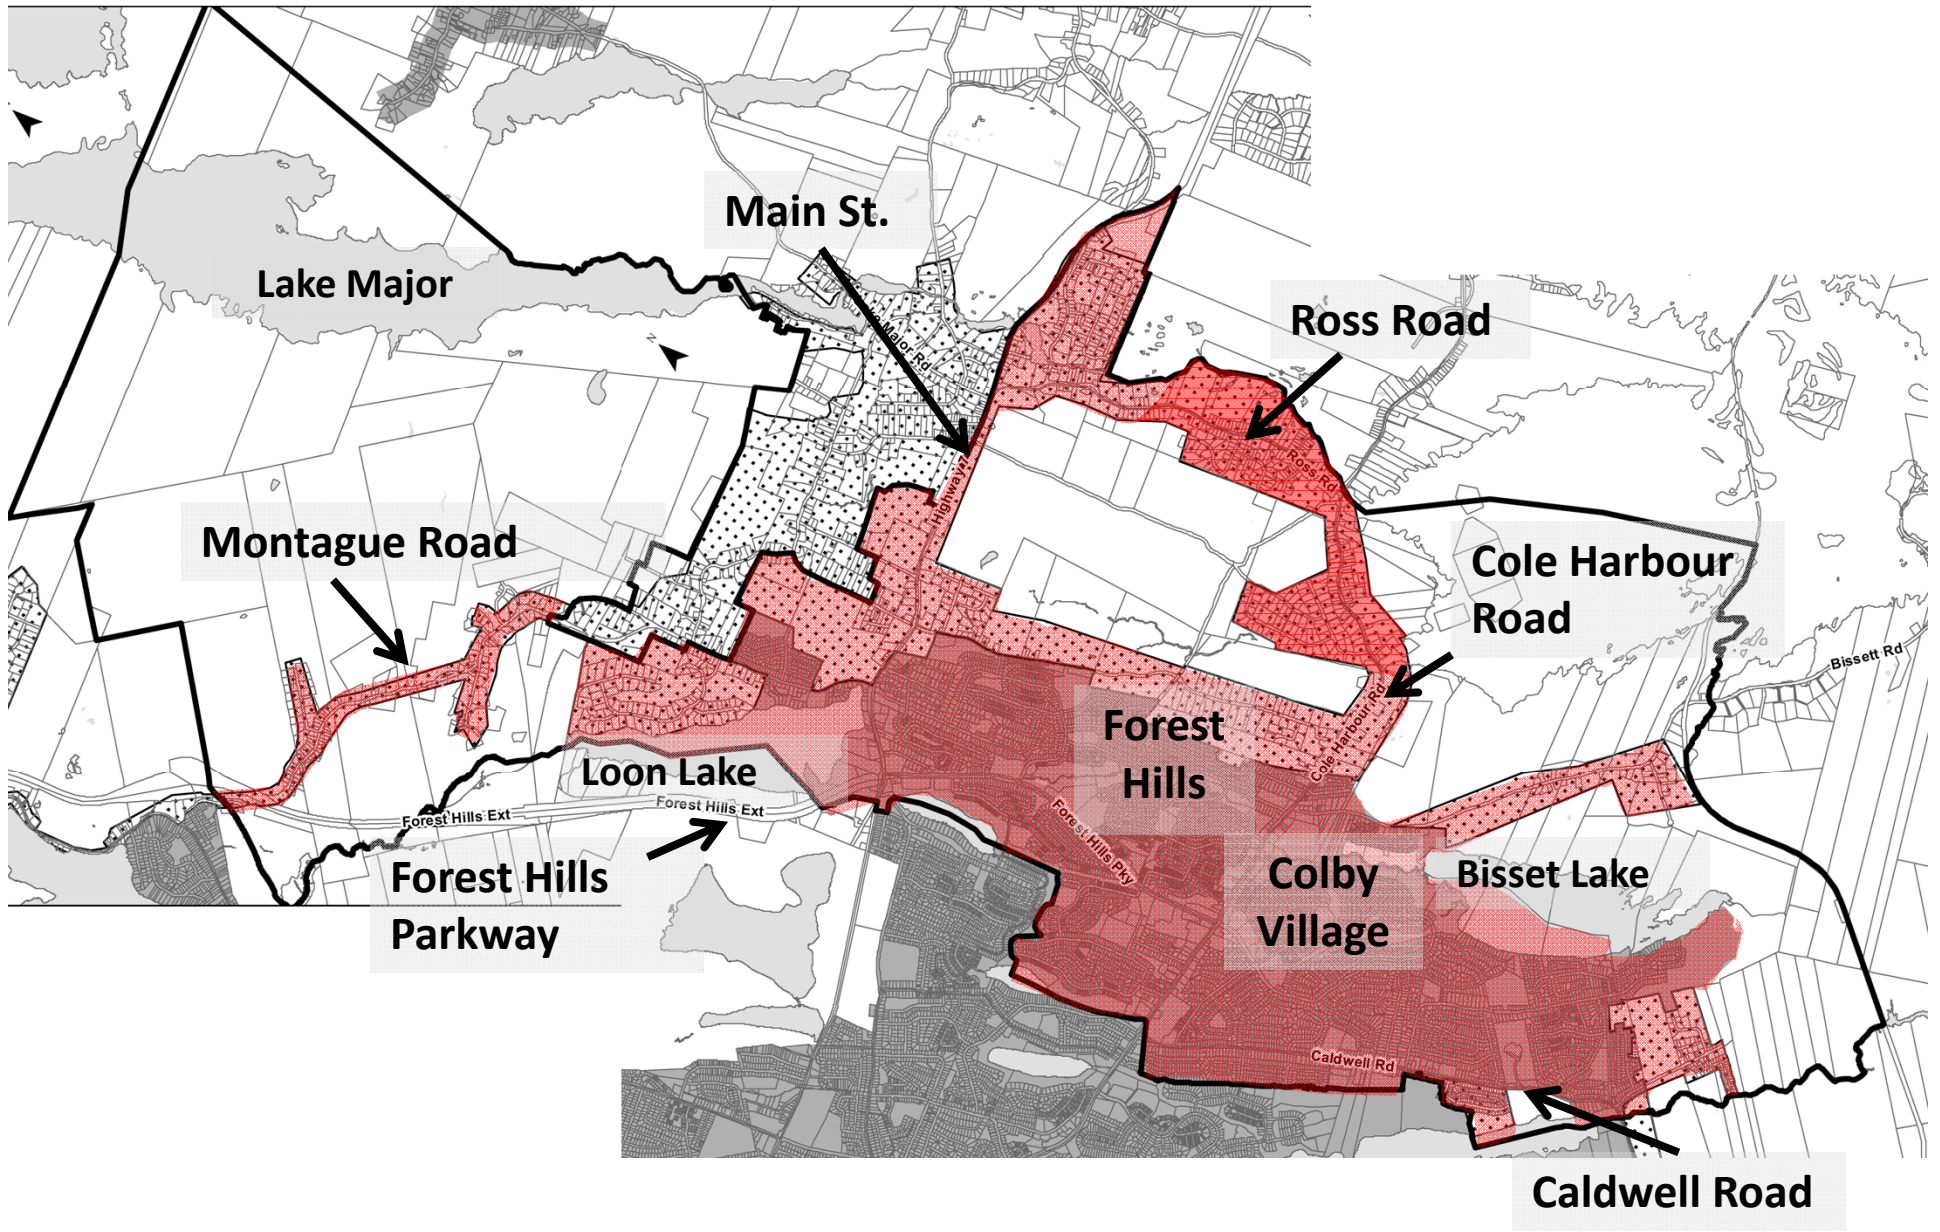 Main St.
Lake Major
Ross Road
Major Rd
Ross Rd
Highway
Montague Road
Cole Harbour
Road
Bissett Rd
Cole Harbour Rd
Forest
Hills
Loon Lake
Forest Hills Ext
Forest Hills Ext
Forest Hills Pky
Forest Hills
Parkway
Colby
Village
Bisset Lake
Caldwell Rd
Caldwell Road
N